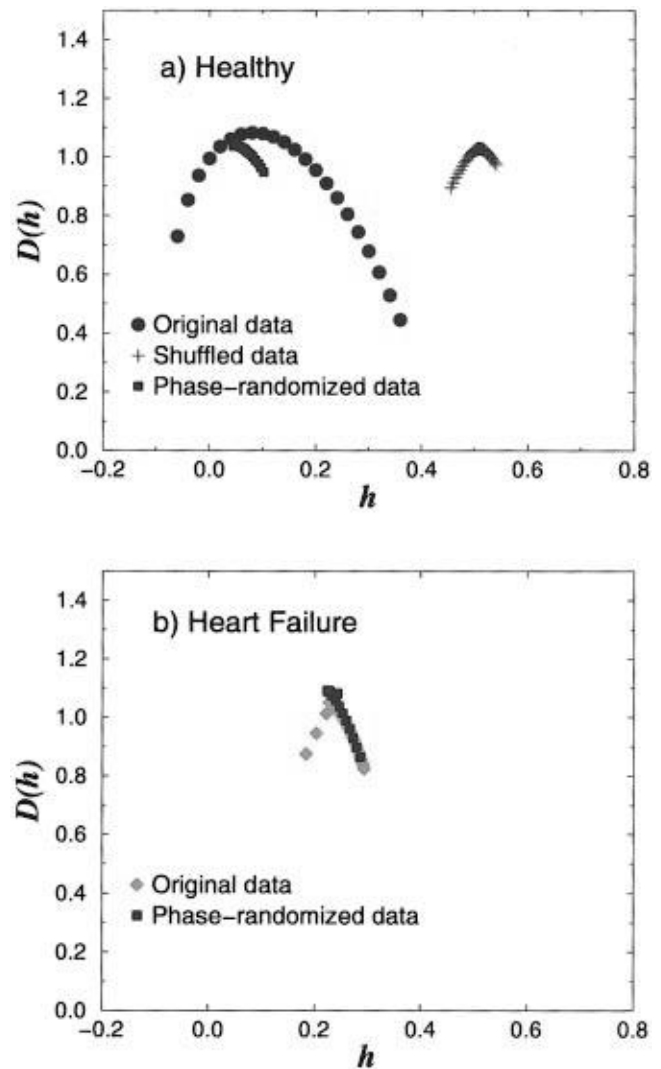 1.4
a) Healthy
1.2
1.0
0.8
D(h)
0.6
0.4
Original data
Shuffled data
0.2
Phase−randomized data
0.0
−0.2 0.0 0.2 0.4 0.6 0.8
h
1.4
b) Heart Failure
1.2
1.0
D(h)
0.8
0.6
0.4
Original data
Phase−randomized data
0.2
0.0
−0.2 0.0 0.2 0.4 0.6 0.8
h